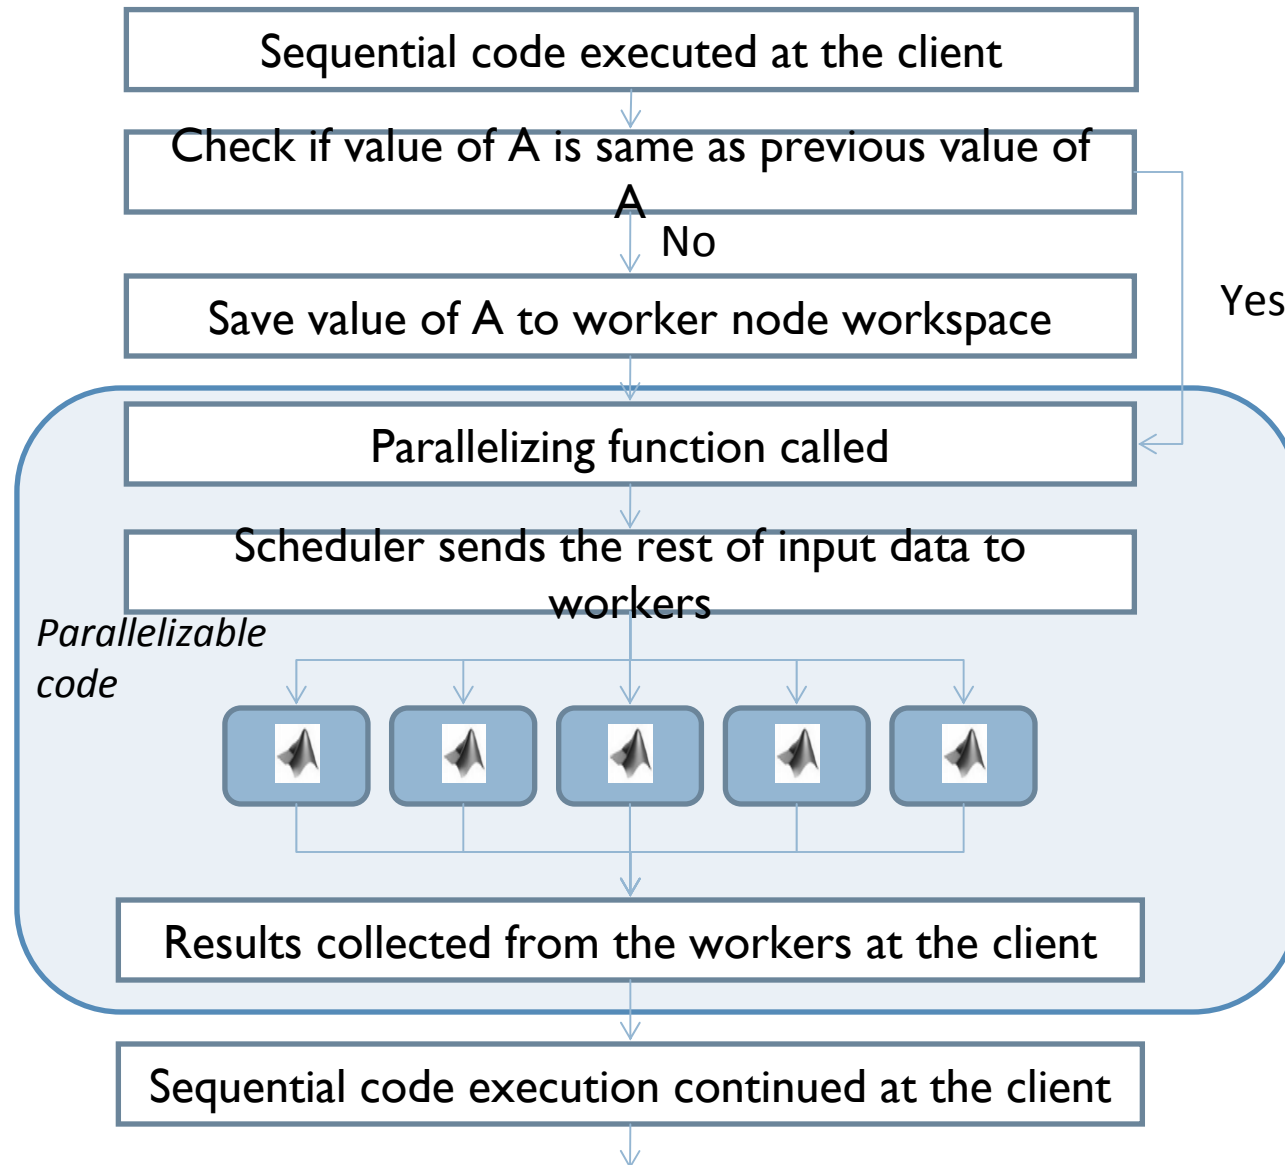 Sequential code executed at the client
Check if value of A is same as previous value of
A
No
Save value of A to worker node workspace
Yes
Parallelizing function called
Scheduler sends the rest of input data to
workers
Parallelizable
code
Results collected from the workers at the client
Sequential code execution continued at the client